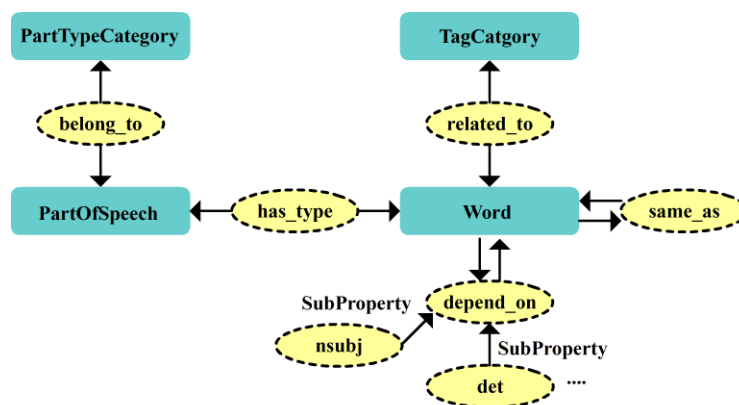 PartTypeCategory
TagCatgory
belong_to
related_to
PartOfSpeech
has_type
Word
same_as
SubProperty
depend_on
nsubj
SubProperty
det
....